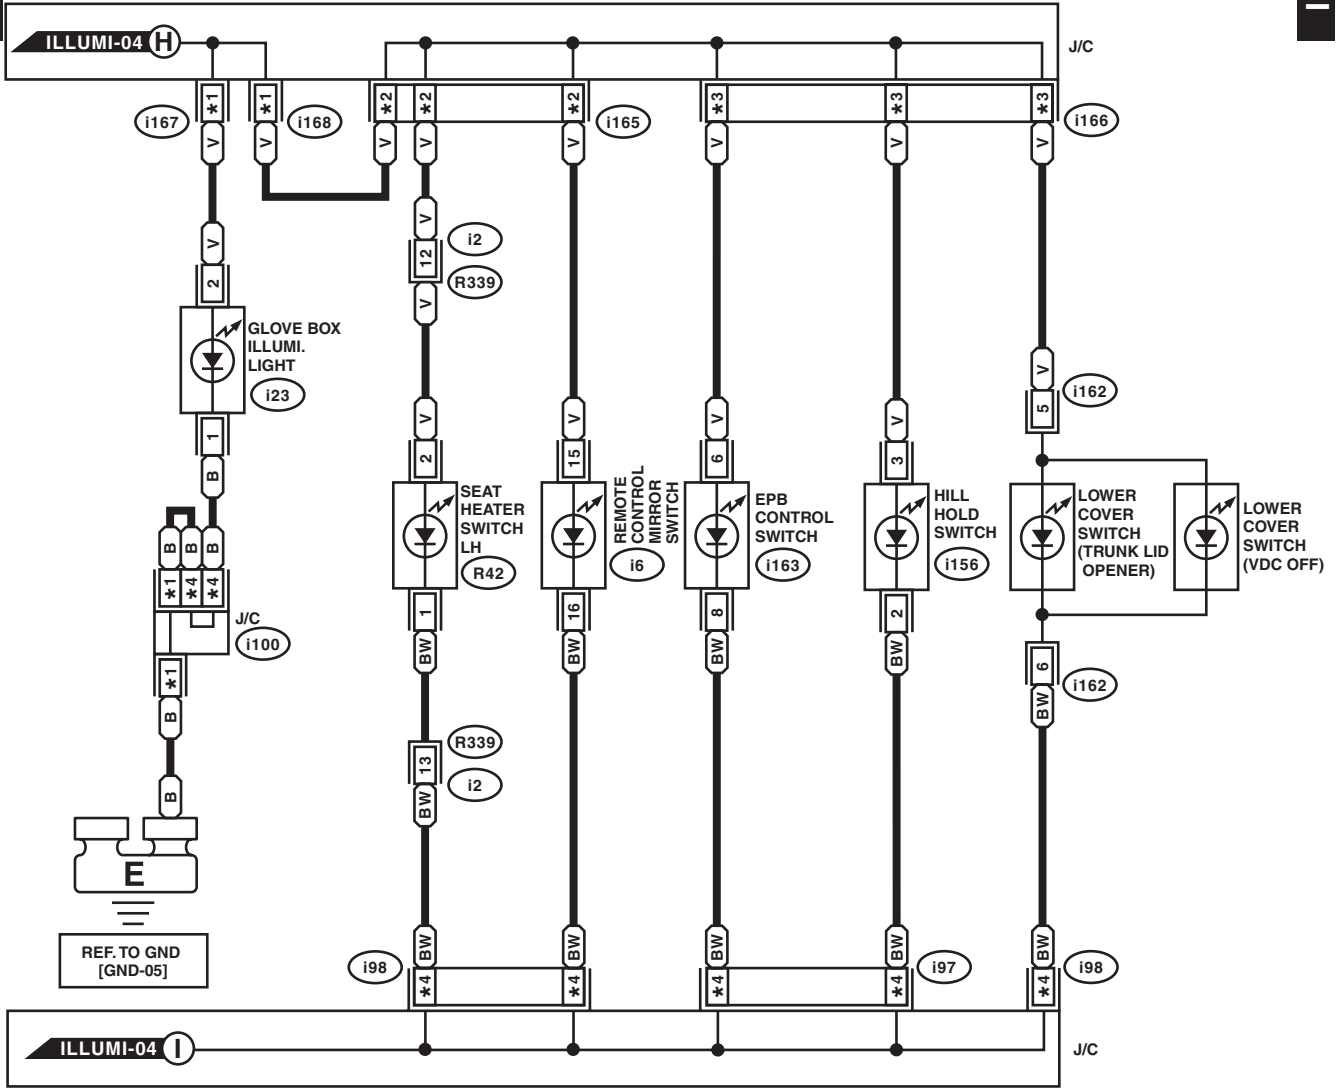 ILLUMI-04 H
J/C
*1
*1
*2
*2
*2
*3
*3
*3
i167
i168
i165
i166
V
V
V
V
V
V
V
V
V
V
i2
12
R339
V
V
2
GLOVE BOX
ILLUMI.
LIGHT
i23
1
B
V
i162
5
V
V
V
V
2
15
6
3
SEAT
HEATER
SWITCH
LH
R42
REMOTE
CONTROL
MIRROR
SWITCH
i6
EPB
CONTROL
SWITCH
i163
HILL
HOLD
SWITCH
i156
LOWER
COVER
SWITCH
(TRUNK LID
OPENER)
LOWER
COVER
SWITCH
(VDC OFF)
B
B
B
*1
*4
*4
J/C
i100
*1
B
B
1
16
8
2
BW
BW
BW
BW
6
i162
BW
R339
13
i2
BW
E
REF. TO GND
[GND-05]
BW
BW
BW
BW
BW
i98
*4
*4
*4
*4
i97
*4
i98
ILLUMI-04 I
J/C